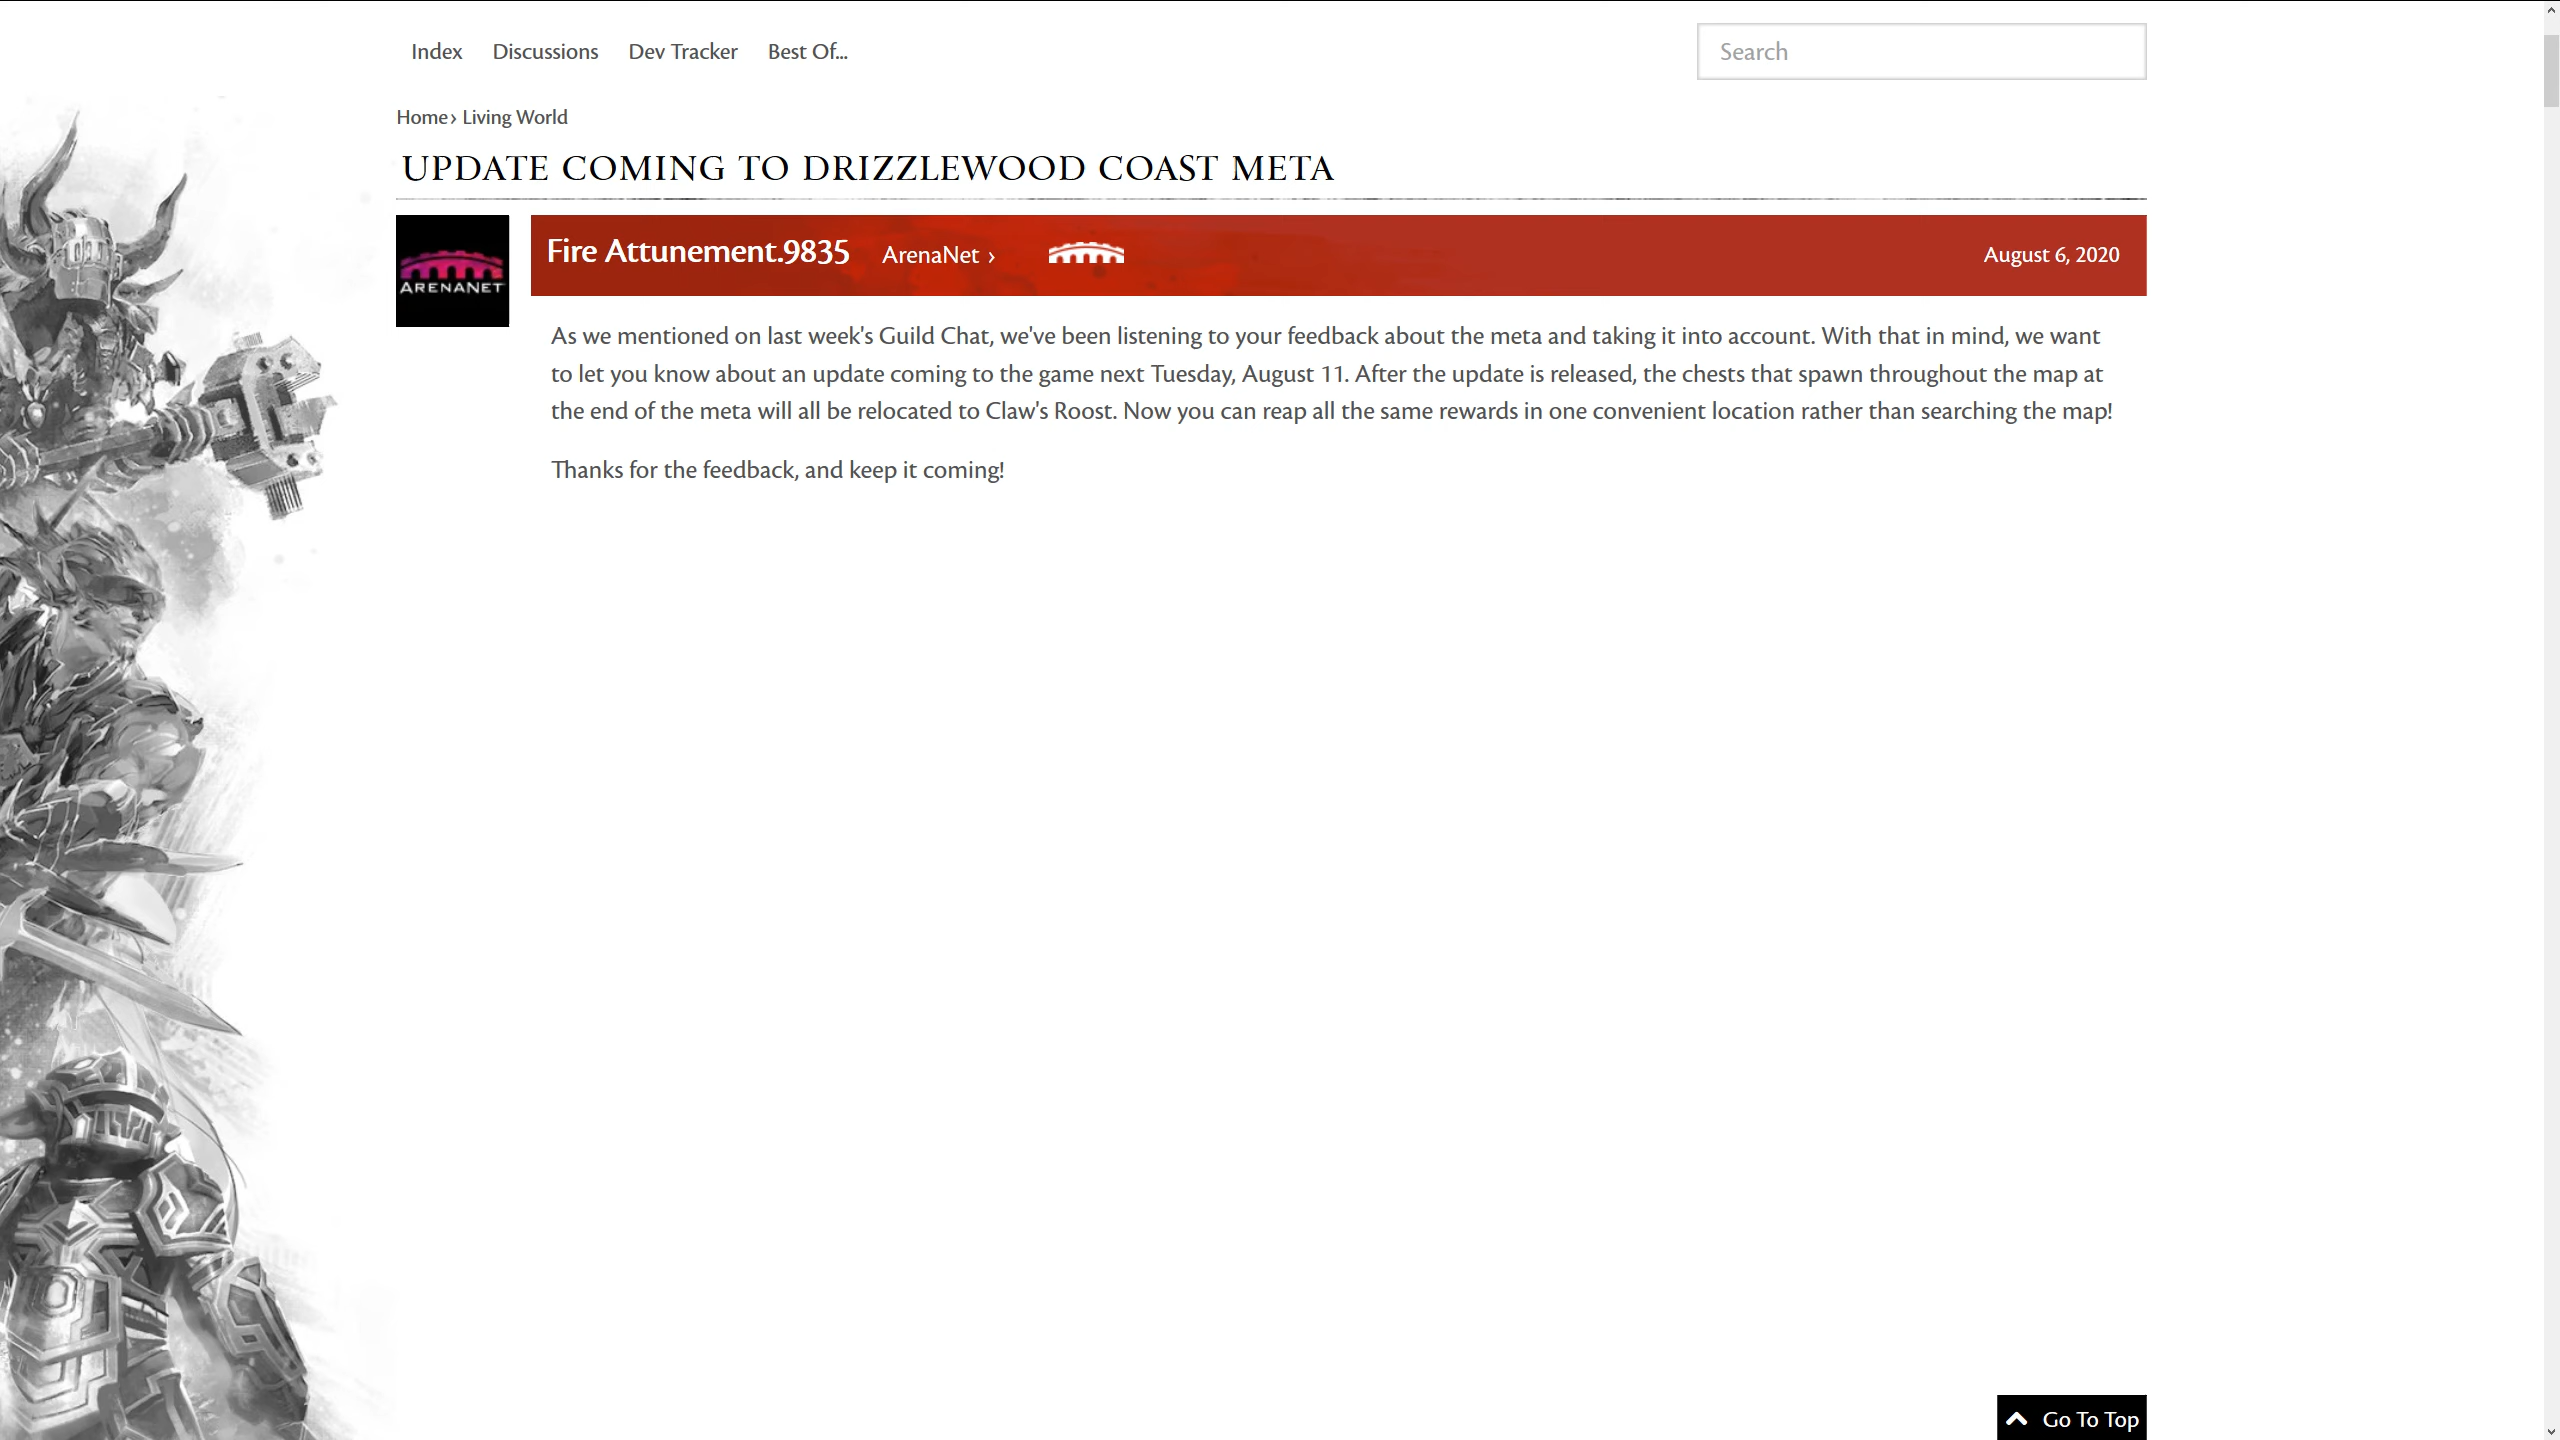 Index Discussions Dev Tracker Best Of...
Search
Home › Living World
UPDATE COMING TO DRIZZLEWOOD COAST META
ARENANET
Fire Attunement.9835 ArenaNet › August 6, 2020
As we mentioned on last week's Guild Chat, we've been listening to your feedback about the meta and taking it into account. With that in mind, we want
to let you know about an update coming to the game next Tuesday, August 11. After the update is released, the chests that spawn throughout the map at
the end of the meta will all be relocated to Claw's Roost. Now you can reap all the same rewards in one convenient location rather than searching the map!
Thanks for the feedback, and keep it coming!
Go To Top